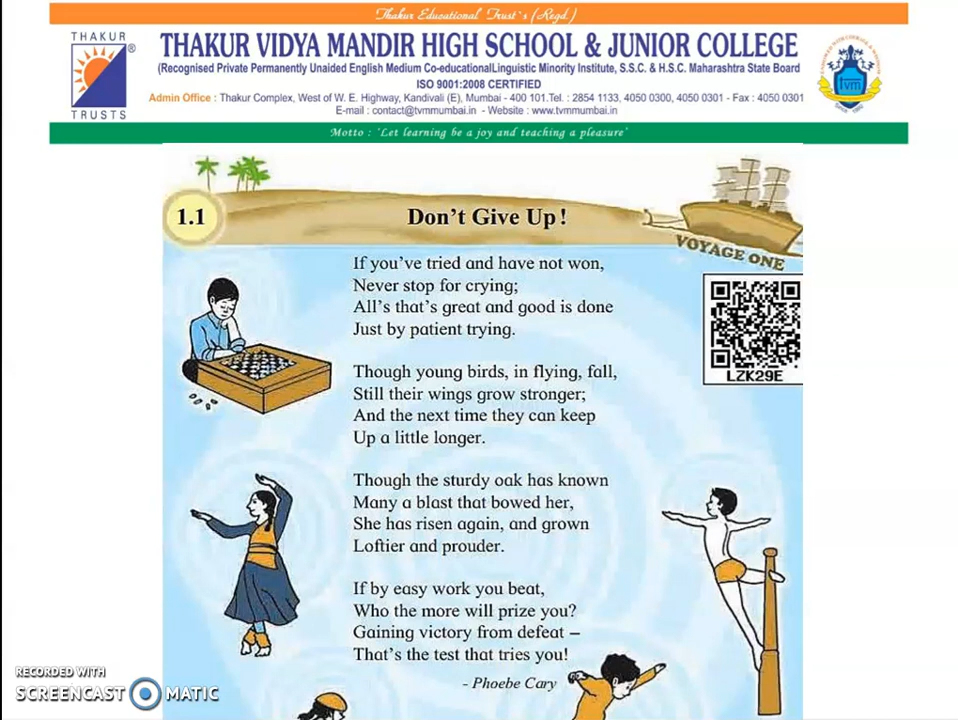 Thakur Educational Trust`s (Regd.)
THAKUR
®
TRUSTS
THAKUR VIDYA MANDIR HIGH SCHOOL & JUNIOR COLLEGE
(Recognised Private Permanently Unaided English Medium Co-educationalLinguistic Minority Institute, S.S.C. & H.S.C. Maharashtra State Board
ISO 9001:2008 CERTIFIED
Admin Office : Thakur Complex, West of W. E. Highway, Kandivali (E), Mumbai - 400 101.Tel. : 2854 1133, 4050 0300, 4050 0301 - Fax : 4050 0301
E-mail : contact@tvmmumbai.in - Website : www.tvmmumbai.in
tvm
Motto : 'Let learning be a joy and teaching a pleasure'
1.1
Don't Give Up !
VOYAGE ONE
If you've tried and have not won,
Never stop for crying;
All's that's great and good is done
Just by patient trying.
LZK29E
Though young birds, in flying, fall,
Still their wings grow stronger;
And the next time they can keep
Up a little longer.
Though the sturdy oak has known
Many a blast that bowed her,
She has risen again, and grown
Loftier and prouder.
If by easy work you beat,
Who the more will prize you?
Gaining victory from defeat –
That's the test that tries you!
- Phoebe Cary
RECORDED WITH
SCREENCAST MATIC